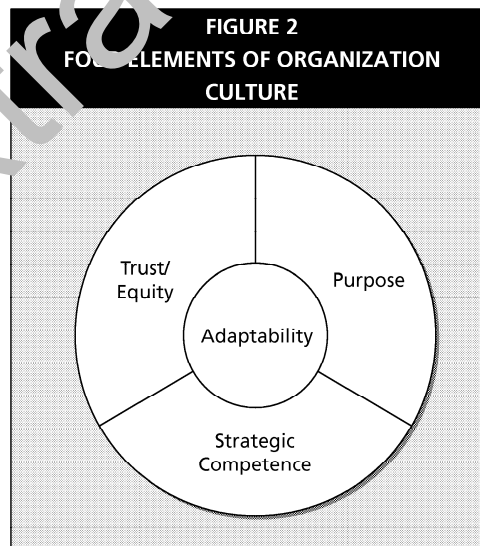 FIGURE 2
ELEMENTS OF ORGANIZATION
CULTURE
Trust/
Equity
Purpose
Adaptability
Strategic
Competence